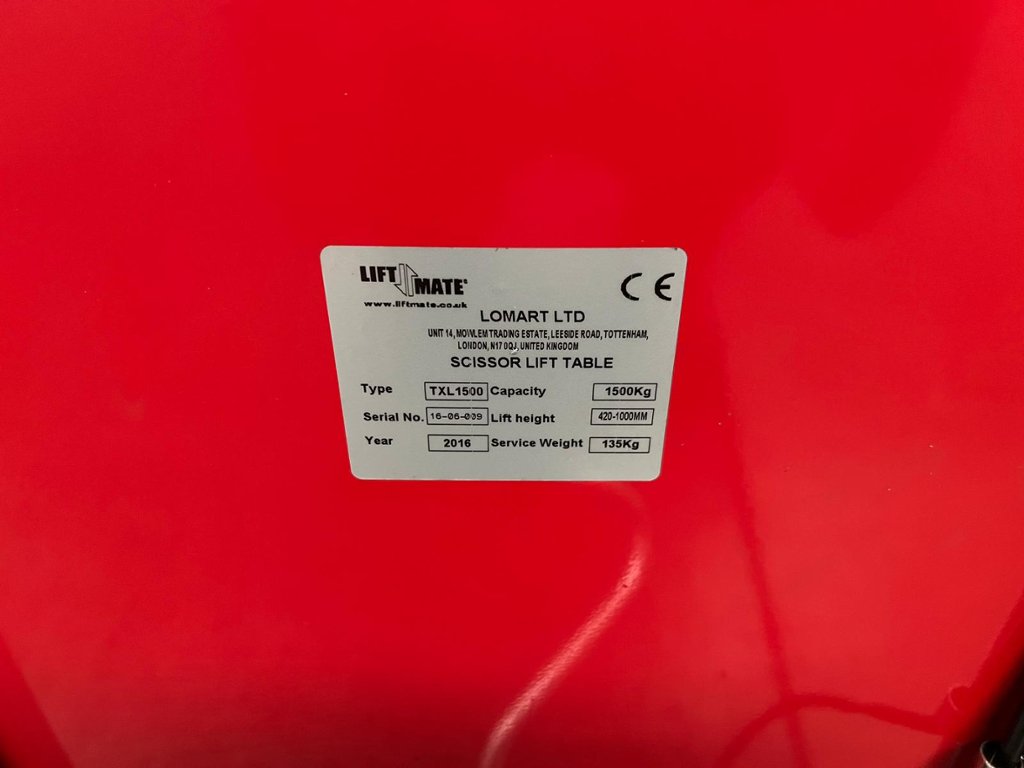 LIFT MATE®
www.liftmate.co.uk
CE
LOMART LTD
UNIT 14, MOWLEM TRADING ESTATE, LEESIDE ROAD, TOTTENHAM,
LONDON, N17 0QJ, UNITED KINGDOM
SCISSOR LIFT TABLE
Type TXL1500 Capacity 1500Kg
Serial No. 16-06-009 Lift height 420-1000MM
Year 2016 Service Weight 135Kg